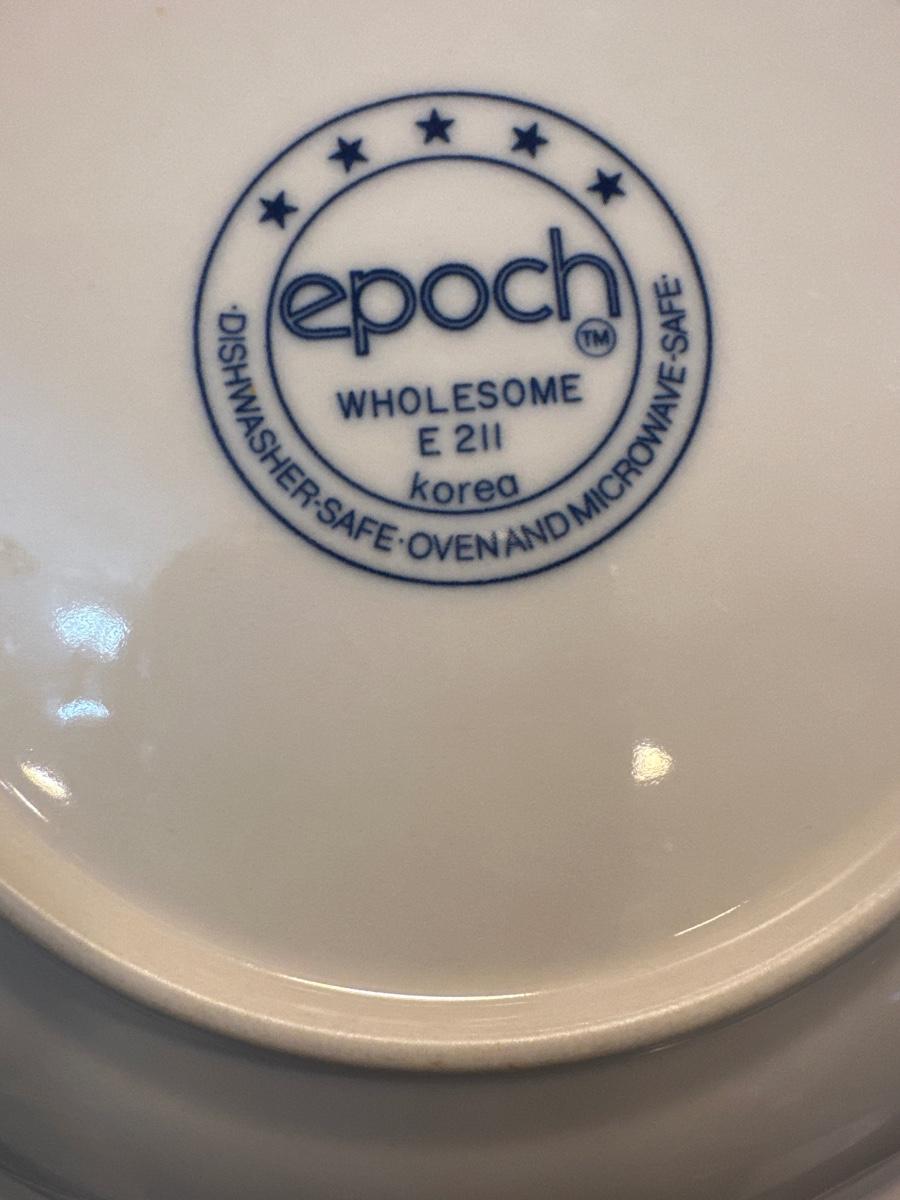 epoch
TM
WHOLESOME
E 211
korea
·DISHWASHER·SAFE·OVEN AND MICROWAVE·SAFE·